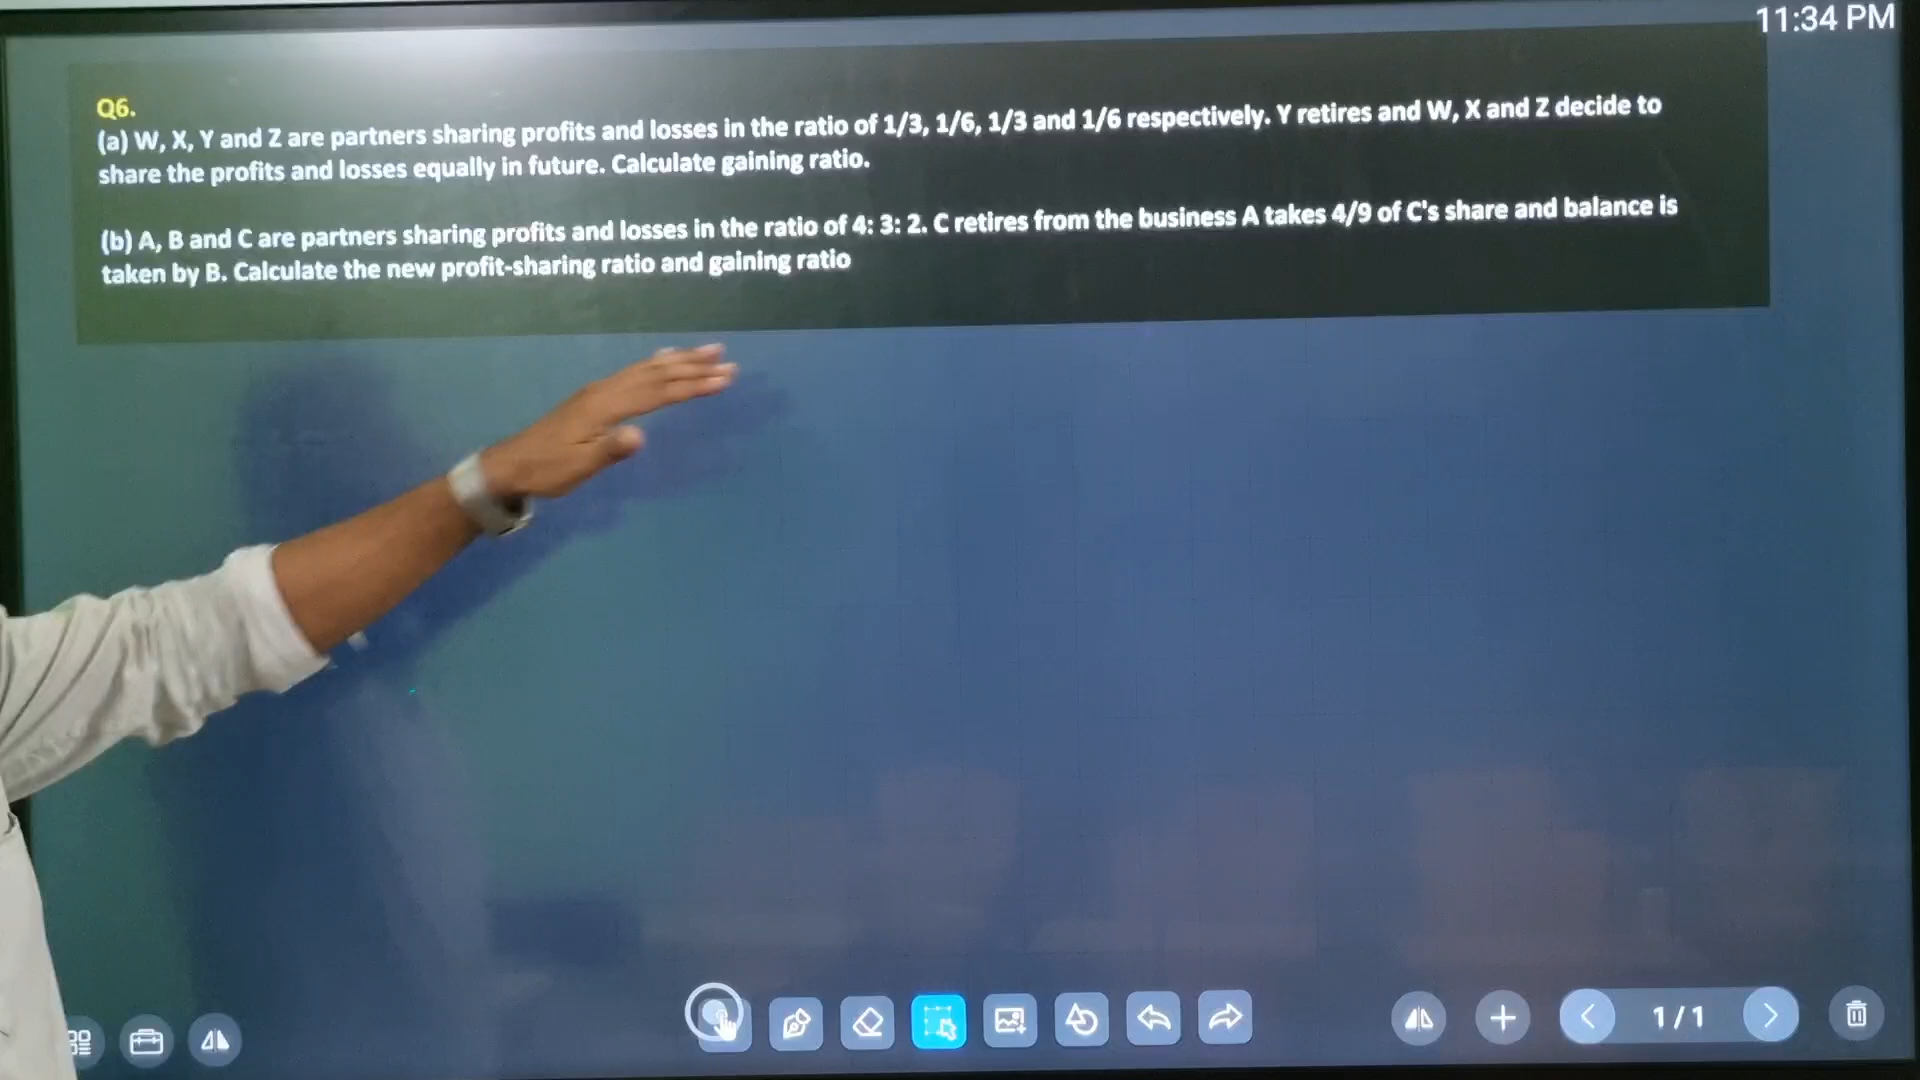 11:34 PM
Q6.
(a) W, X, Y and Z are partners sharing profits and losses in the ratio of 1/3, 1/6, 1/3 and 1/6 respectively. Y retires and W, X and Z decide to
share the profits and losses equally in future. Calculate gaining ratio.
(b) A, B and C are partners sharing profits and losses in the ratio of 4: 3: 2. C retires from the business A takes 4/9 of C's share and balance is
taken by B. Calculate the new profit-sharing ratio and gaining ratio
1/1